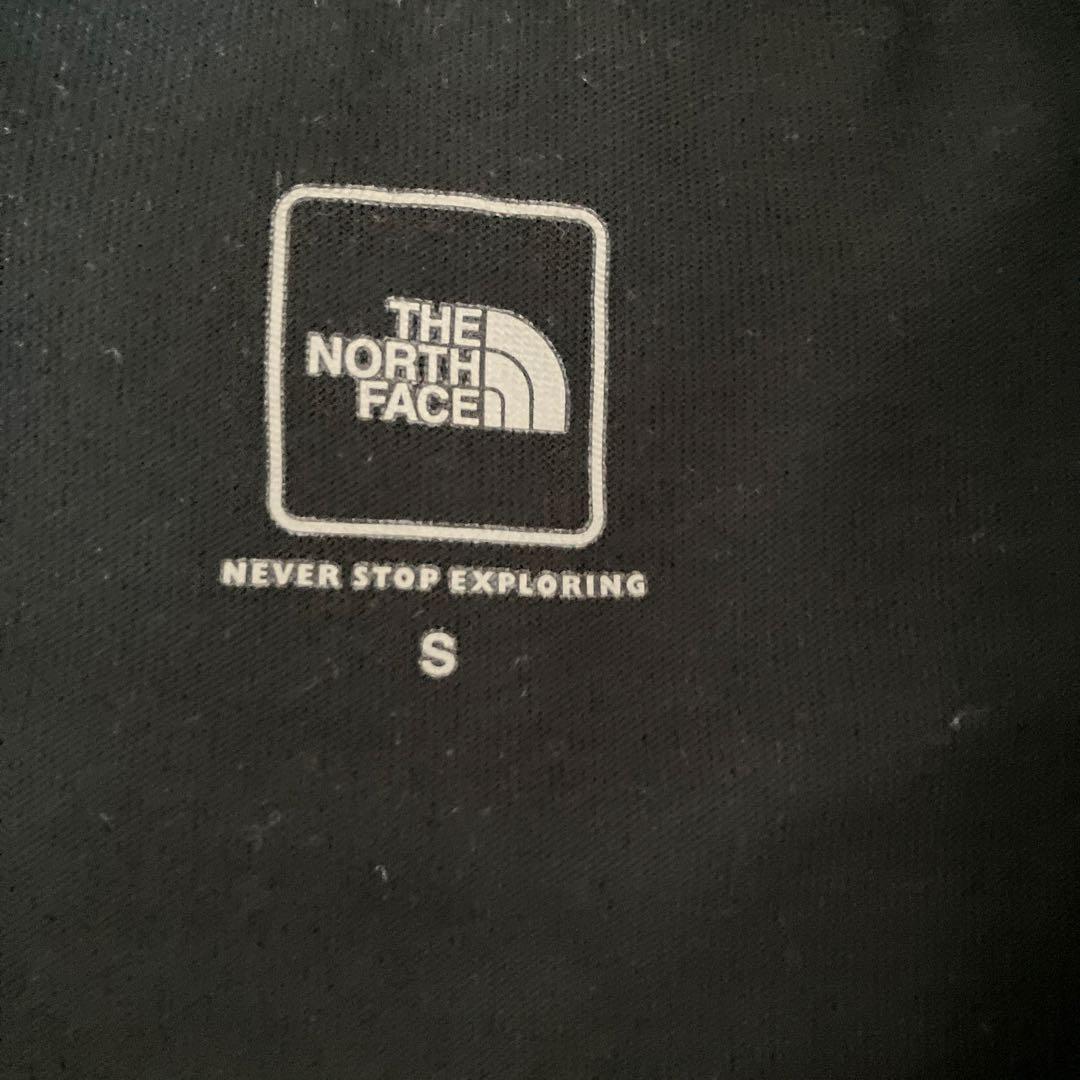 THE
NORTH
FACE
NEVER STOP EXPLORING
S